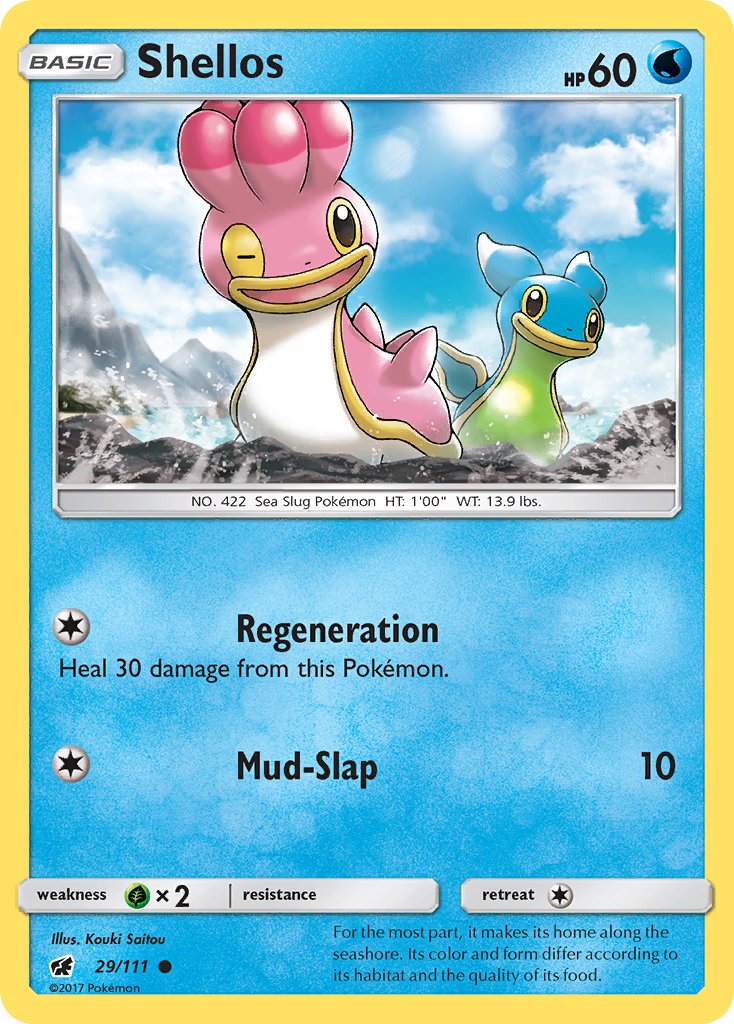 BASIC Shellos HP60
NO. 422 Sea Slug Pokémon HT: 1'00" WT: 13.9 lbs.
Regeneration
Heal 30 damage from this Pokémon.
Mud-Slap 10
weakness ×2 resistance retreat
Illus. Kouki Saitou
29/111
©2017 Pokémon
For the most part, it makes its home along the
seashore. Its color and form differ according to
its habitat and the quality of its food.